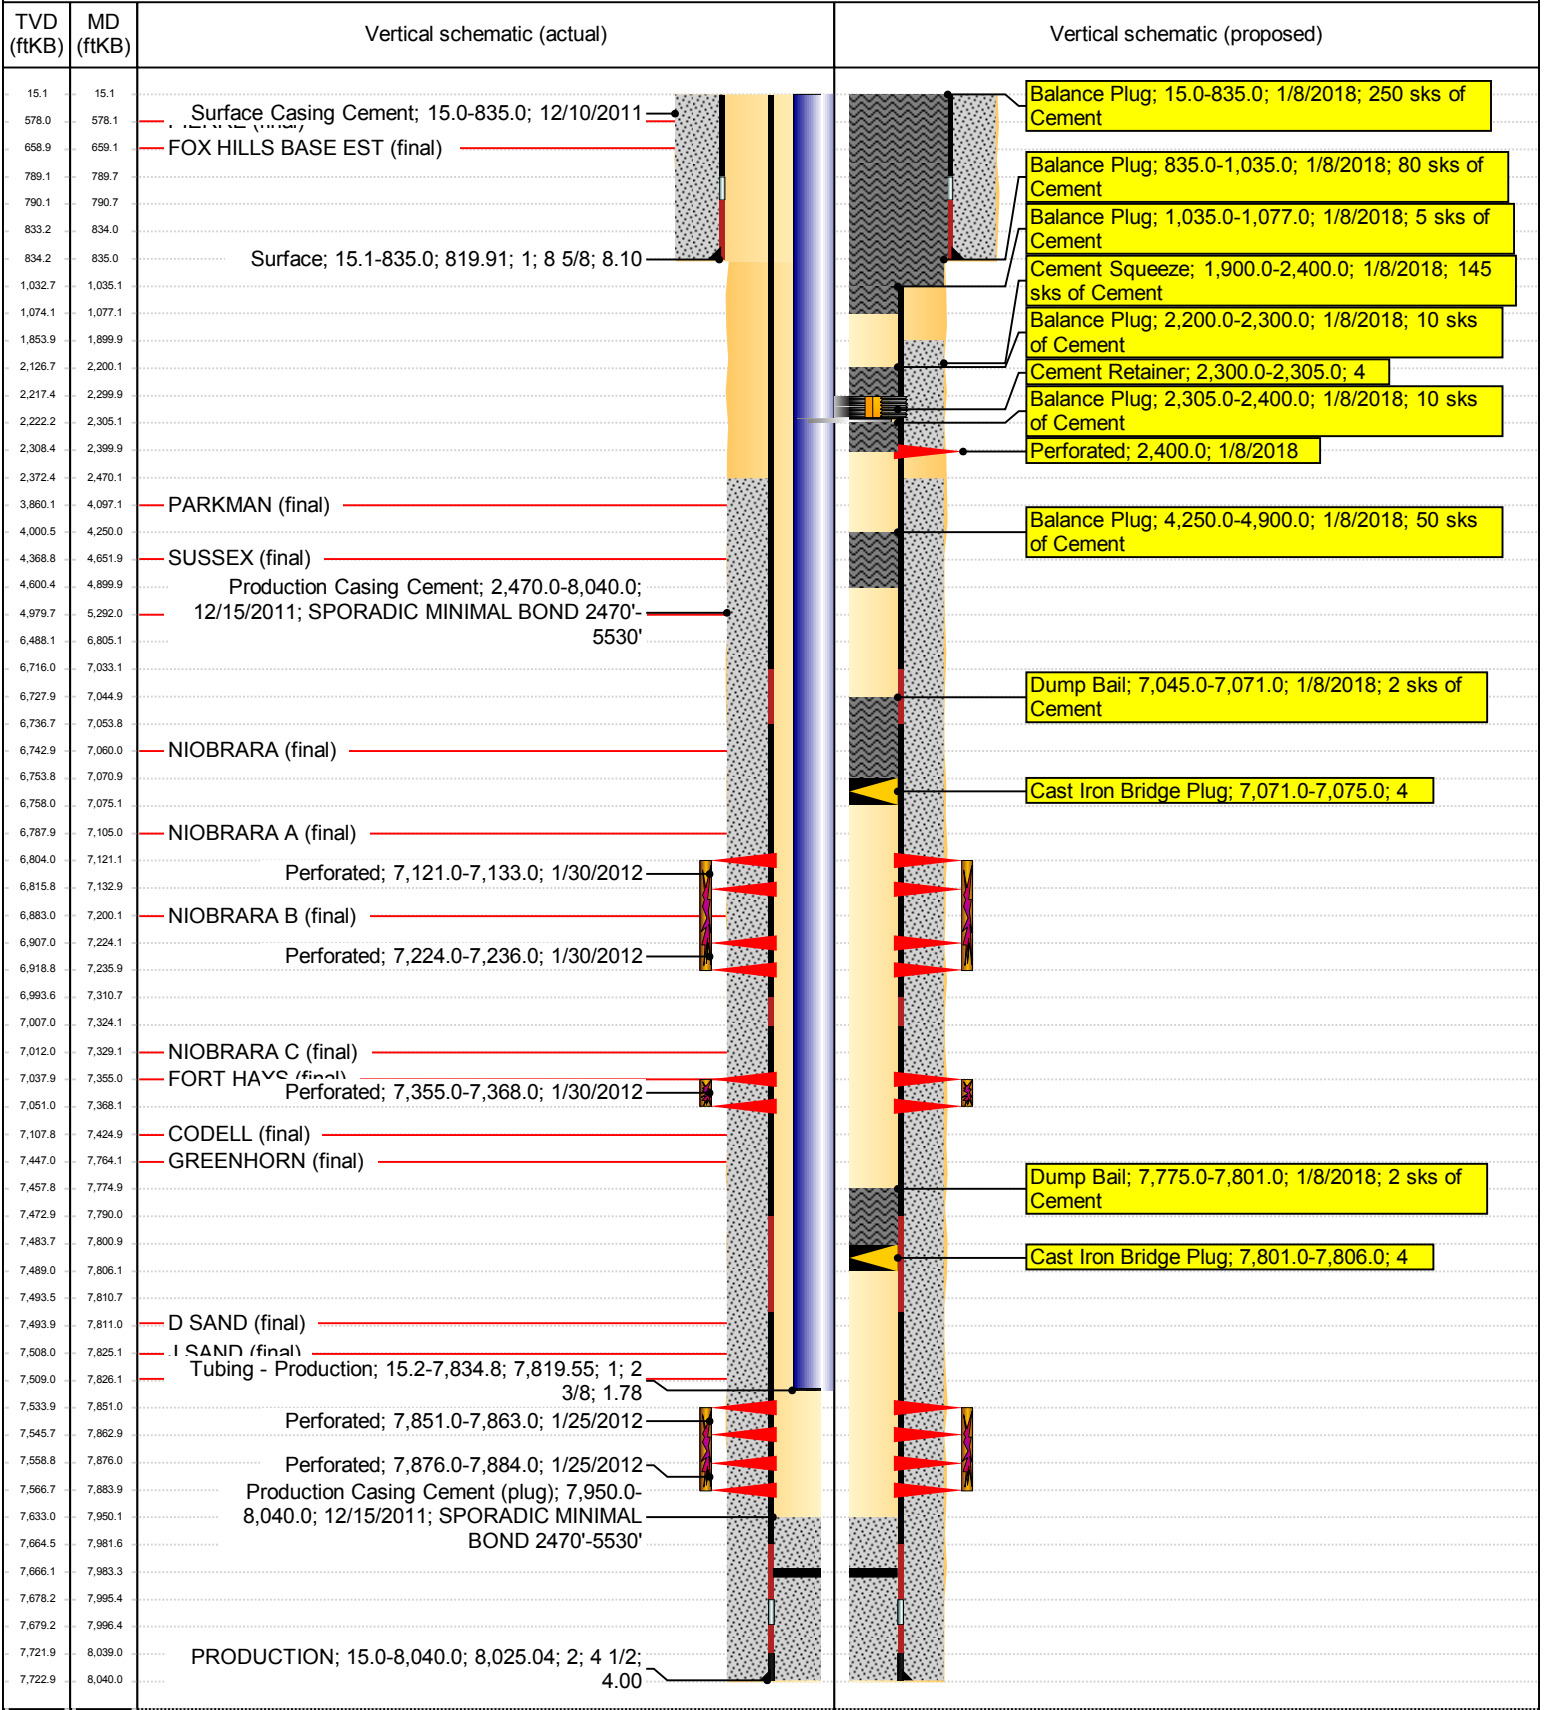 TVD (ftKB)
MD (ftKB)
Vertical schematic (actual)
Vertical schematic (proposed)
15.1 15.1
578.0 578.1
658.9 659.1
789.1 789.7
790.1 790.7
833.2 834.0
834.2 835.0
1,032.7 1,035.1
1,074.1 1,077.1
1,853.9 1,899.9
2,126.7 2,200.1
2,217.4 2,299.9
2,222.2 2,305.1
2,308.4 2,399.9
2,372.4 2,470.1
3,860.1 4,097.1
4,000.5 4,250.0
4,368.8 4,651.9
4,600.4 4,899.9
4,979.7 5,292.0
6,488.1 6,805.1
6,716.0 7,033.1
6,727.9 7,044.9
6,736.7 7,053.8
6,742.9 7,060.0
6,753.8 7,070.9
6,758.0 7,075.1
6,787.9 7,105.0
6,804.0 7,121.1
6,815.8 7,132.9
6,883.0 7,200.1
6,907.0 7,224.1
6,918.8 7,235.9
6,993.6 7,310.7
7,007.0 7,324.1
7,012.0 7,329.1
7,037.9 7,355.0
7,051.0 7,368.1
7,107.8 7,424.9
7,447.0 7,764.1
7,457.8 7,774.9
7,472.9 7,790.0
7,483.7 7,800.9
7,489.0 7,806.1
7,493.5 7,810.7
7,493.9 7,811.0
7,508.0 7,825.1
7,509.0 7,826.1
7,533.9 7,851.0
7,545.7 7,862.9
7,558.8 7,876.0
7,566.7 7,883.9
7,633.0 7,950.1
7,664.5 7,981.6
7,666.1 7,983.3
7,678.2 7,995.4
7,679.2 7,996.4
7,721.9 8,039.0
7,722.9 8,040.0
Surface Casing Cement; 15.0-835.0; 12/10/2011
PIERRE (final)
FOX HILLS BASE EST (final)
Surface; 15.1-835.0; 819.91; 1; 8 5/8; 8.10
PARKMAN (final)
SUSSEX (final)
Production Casing Cement; 2,470.0-8,040.0;
12/15/2011; SPORADIC MINIMAL BOND 2470'-
5530'
NIOBRARA (final)
NIOBRARA A (final)
Perforated; 7,121.0-7,133.0; 1/30/2012
NIOBRARA B (final)
Perforated; 7,224.0-7,236.0; 1/30/2012
NIOBRARA C (final)
FORT HAYS (final)
Perforated; 7,355.0-7,368.0; 1/30/2012
CODELL (final)
GREENHORN (final)
D SAND (final)
J SAND (final)
Tubing - Production; 15.2-7,834.8; 7,819.55; 1; 2
3/8; 1.78
Perforated; 7,851.0-7,863.0; 1/25/2012
Perforated; 7,876.0-7,884.0; 1/25/2012
Production Casing Cement (plug); 7,950.0-
8,040.0; 12/15/2011; SPORADIC MINIMAL
BOND 2470'-5530'
PRODUCTION; 15.0-8,040.0; 8,025.04; 2; 4 1/2;
4.00
Balance Plug; 15.0-835.0; 1/8/2018; 250 sks of
Cement
Balance Plug; 835.0-1,035.0; 1/8/2018; 80 sks of
Cement
Balance Plug; 1,035.0-1,077.0; 1/8/2018; 5 sks of
Cement
Cement Squeeze; 1,900.0-2,400.0; 1/8/2018; 145
sks of Cement
Balance Plug; 2,200.0-2,300.0; 1/8/2018; 10 sks
of Cement
Cement Retainer; 2,300.0-2,305.0; 4
Balance Plug; 2,305.0-2,400.0; 1/8/2018; 10 sks
of Cement
Perforated; 2,400.0; 1/8/2018
Balance Plug; 4,250.0-4,900.0; 1/8/2018; 50 sks
of Cement
Dump Bail; 7,045.0-7,071.0; 1/8/2018; 2 sks of
Cement
Cast Iron Bridge Plug; 7,071.0-7,075.0; 4
Dump Bail; 7,775.0-7,801.0; 1/8/2018; 2 sks of
Cement
Cast Iron Bridge Plug; 7,801.0-7,806.0; 4